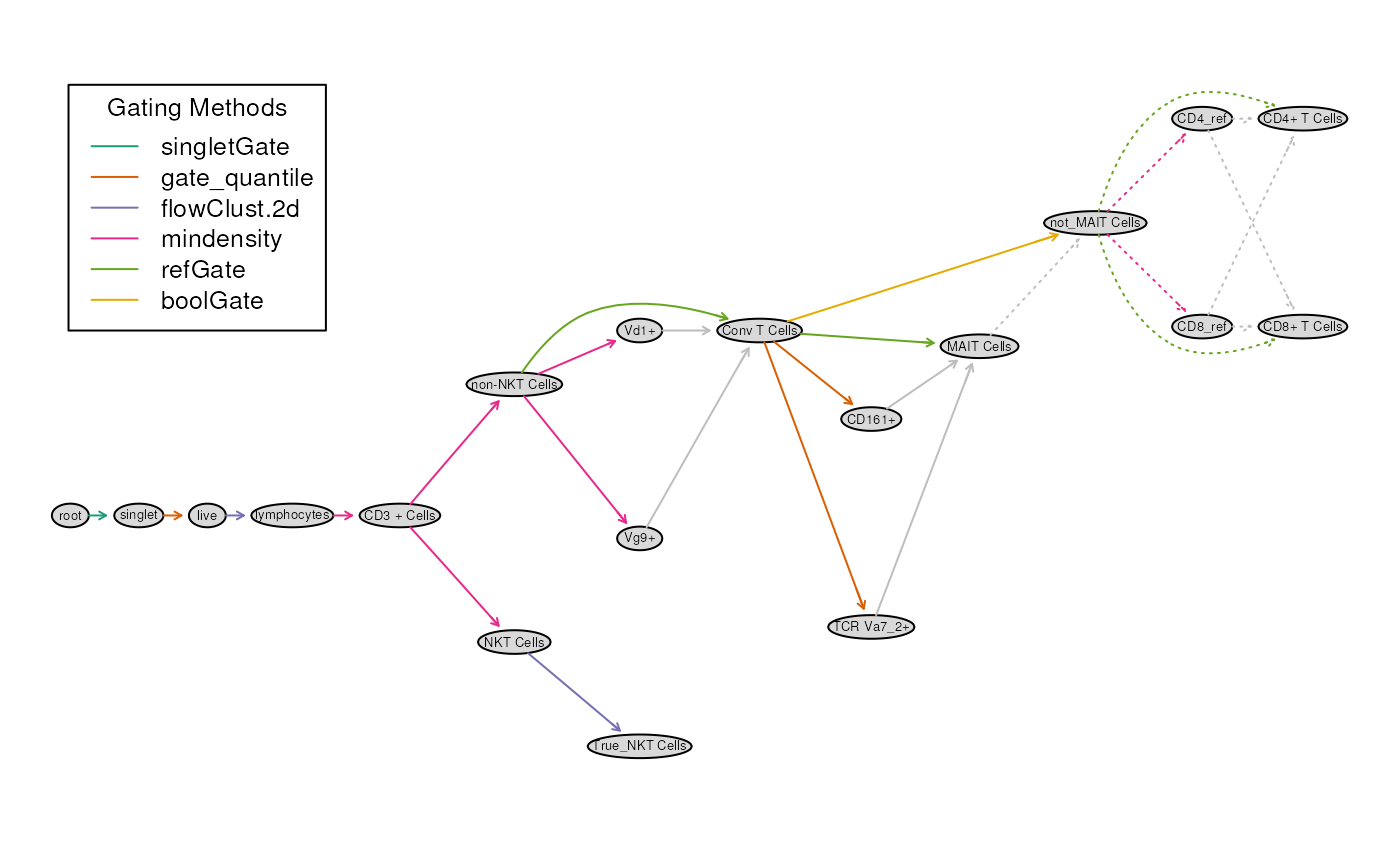 Gating Methods
singletGate
gate_quantile
flowClust.2d
mindensity
refGate
boolGate
CD4_ref
CD4+ T Cells
not_MAIT Cells
CD8_ref
CD8+ T Cells
Vd1+
Conv T Cells
MAIT Cells
non-NKT Cells
CD161+
root
singlet
live
lymphocytes
CD3 + Cells
Vg9+
TCR Va7_2+
NKT Cells
True_NKT Cells